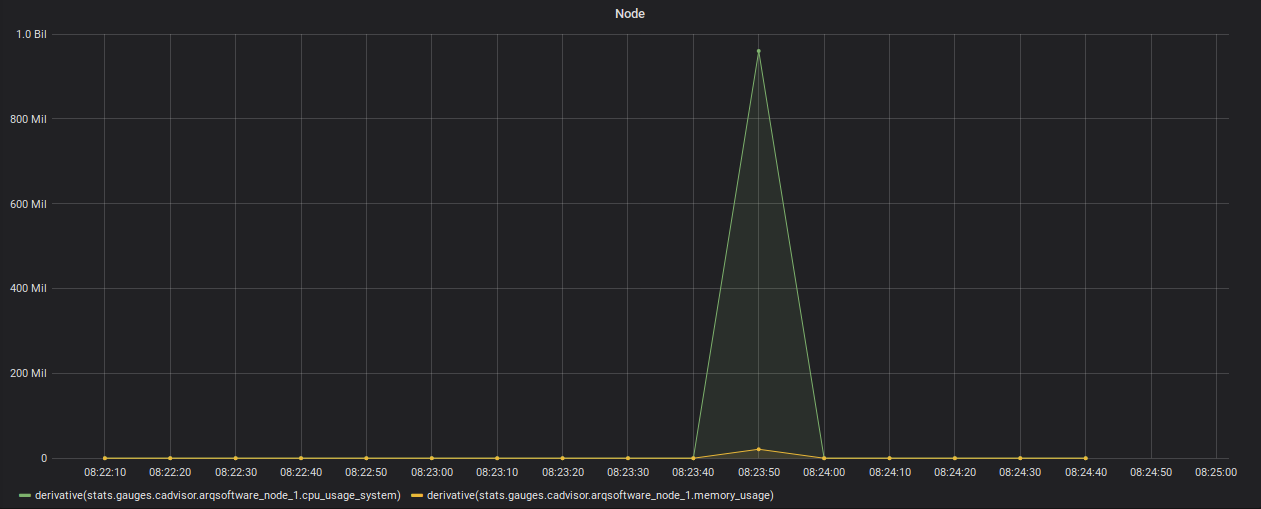 Node
1.0 Bil
800 Mil
600 Mil
400 Mil
200 Mil
0
08:22:10 08:22:20 08:22:30 08:22:40 08:22:50 08:23:00 08:23:10 08:23:20 08:23:30 08:23:40 08:23:50 08:24:00 08:24:10 08:24:20 08:24:30 08:24:40 08:24:50 08:25:00
derivative(stats.gauges.cadvisor.arqsoftware_node_1.cpu_usage_system) derivative(stats.gauges.cadvisor.arqsoftware_node_1.memory_usage)